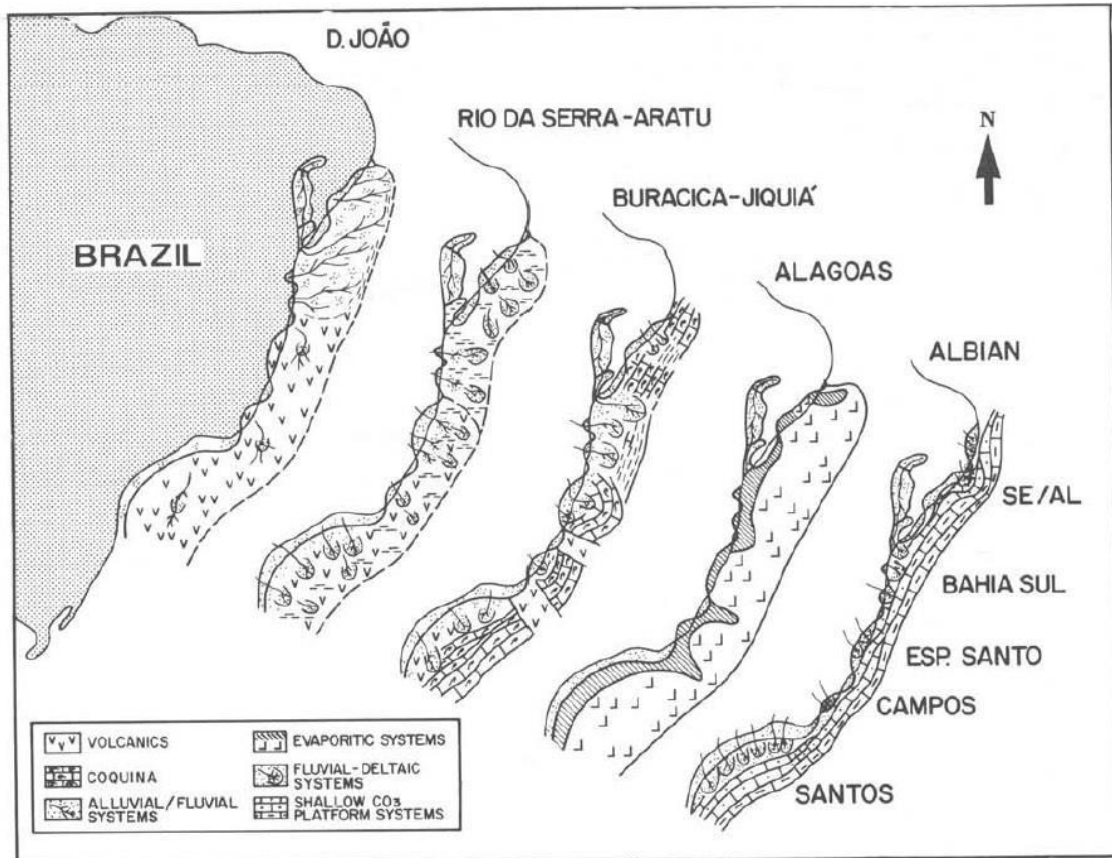 D. JOÃO
RIO DA SERRA-ARATU
N
BURACICA-JIQUIÁ
BRAZIL
ALAGOAS
ALBIAN
SE/AL
BAHIA SUL
ESP. SANTO
CAMPOS
SANTOS
VOLCANICS
COQUINA
ALLUVIAL/FLUVIAL
SYSTEMS
EVAPORITIC SYSTEMS
FLUVIAL-DELTAIC
SYSTEMS
SHALLOW CO3
PLATFORM SYSTEMS